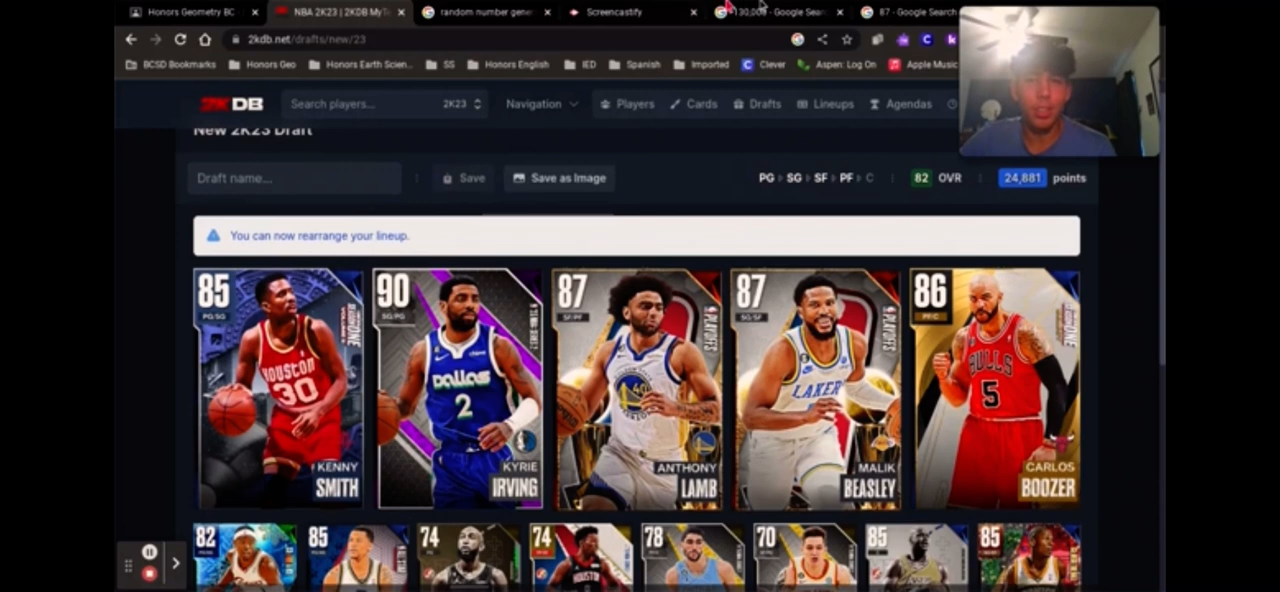 Honors Geometry BC
NBA 2K23 | 2KDB MyT
random number gene
Screencastify
130,000 - Google Sear
87 - Google Search
2kdb.net/drafts/new/23
BCSD Bookmarks
Honors Geo
Honors Earth Scien...
SS
Honors English
IED
Spanish
Imported
Clever
Aspen: Log On
Apple Music
2KDB
Search players...
2K23
Navigation
Players
Cards
Drafts
Lineups
Agendas
New 2K23 Draft
Draft name...
Save
Save as Image
PG SG SF PF C
82 OVR
24,881 points
You can now rearrange your lineup.
85
PG/SG
HOUSTON
30
KENNY
SMITH
90
SG/PG
DALLAS
2
KYRIE
IRVING
87
SF/PF
PLAYOFFS
40
ANTHONY
LAMB
87
SG/SF
PLAYOFFS
LAKERS
MALIK
BEASLEY
86
PF/C
BULLS
5
CARLOS
BOOZER
82
85
74
74
78
70
85
85